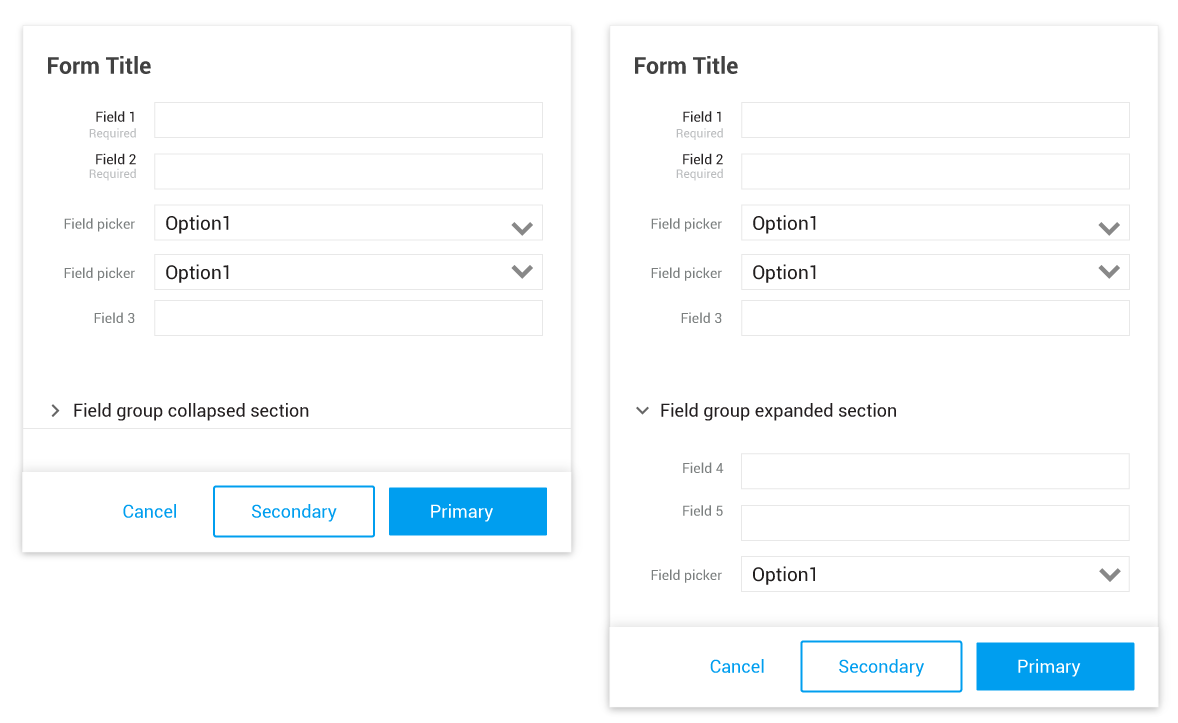 Form Title
Field 1
Required
Field 2
Required
Field picker
Option1
Field picker
Option1
Field 3
Field group collapsed section
Cancel
Secondary
Primary
Form Title
Field 1
Required
Field 2
Required
Field picker
Option1
Field picker
Option1
Field 3
Field group expanded section
Field 4
Field 5
Field picker
Option1
Cancel
Secondary
Primary